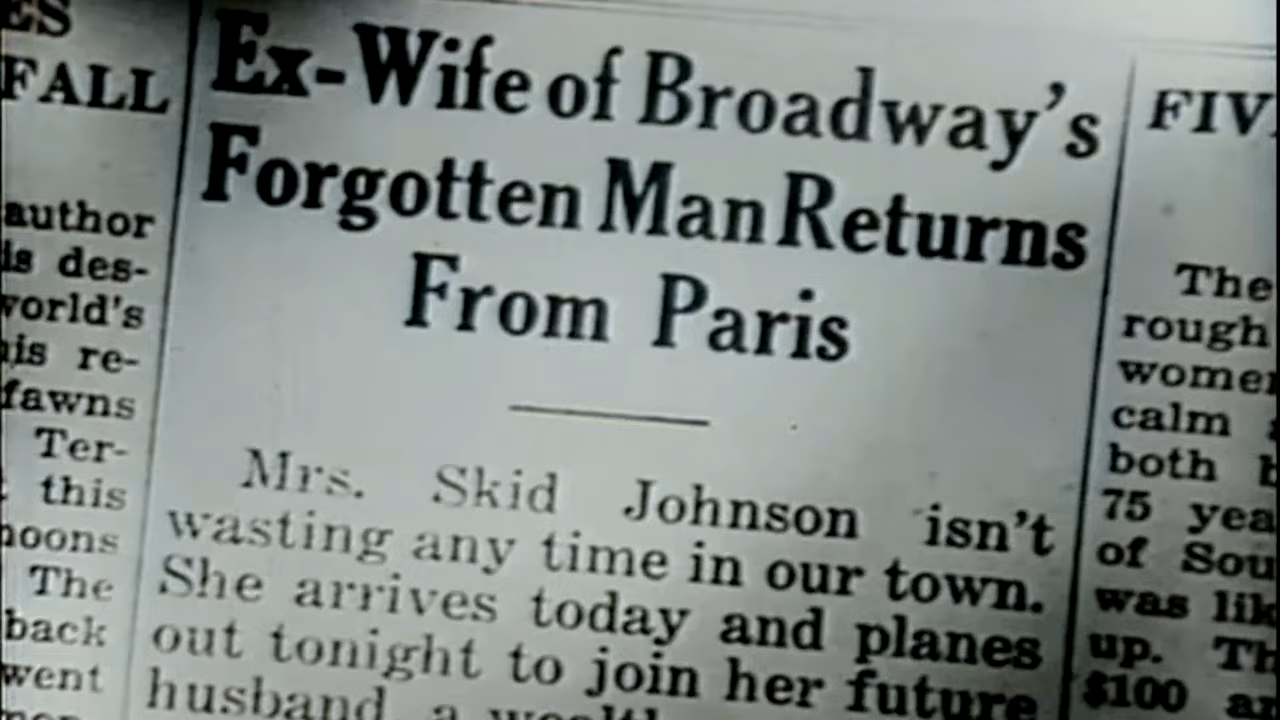 ES
FALL
author
is des-
world's
his re-
fawns
Ter-
this
noons
The
back
went
Ex-Wife of Broadway's
Forgotten Man Returns
From Paris
Mrs. Skid Johnson isn't
wasting any time in our town.
She arrives today and planes
out tonight to join her future
husband, a
FIV
The
rough
women
calm
both b
75 yea
of Sou
was lik
up. Th
$100 an